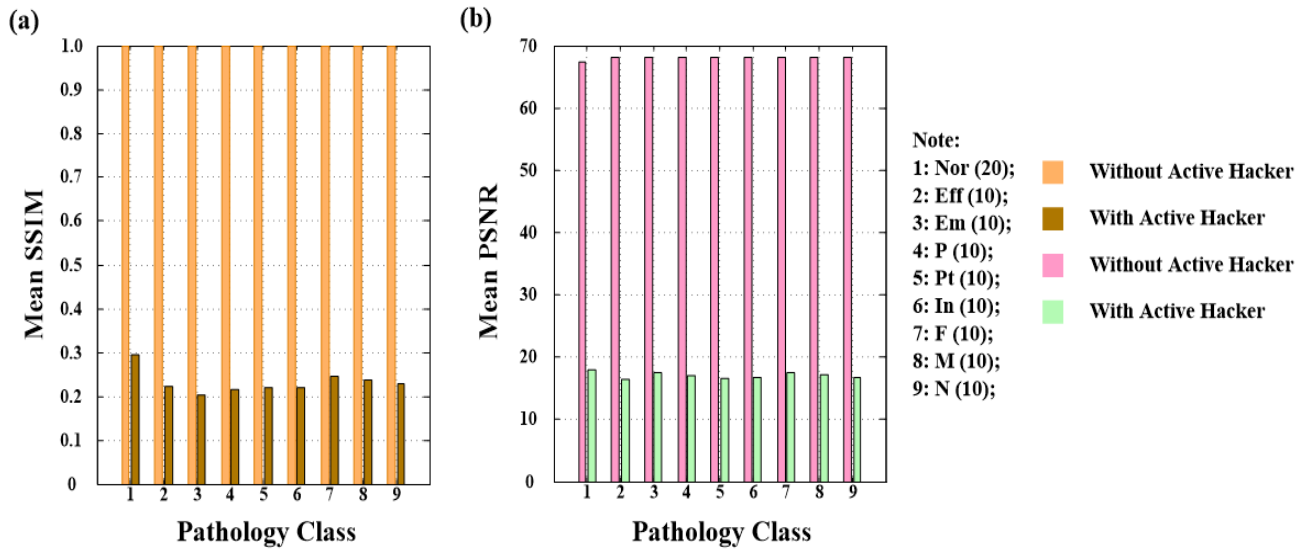 (a)
1.0
0.9
0.8
0.7
0.6
0.5
0.4
0.3
0.2
0.1
0
Mean SSIM
1 2 3 4 5 6 7 8 9
Pathology Class
(b)
70
60
50
40
30
20
10
0
Mean PSNR
1 2 3 4 5 6 7 8 9
Pathology Class
Note:
1: Nor (20);
2: Eff (10);
3: Em (10);
4: P (10);
5: Pt (10);
6: In (10);
7: F (10);
8: M (10);
9: N (10);
Without Active Hacker
With Active Hacker
Without Active Hacker
With Active Hacker